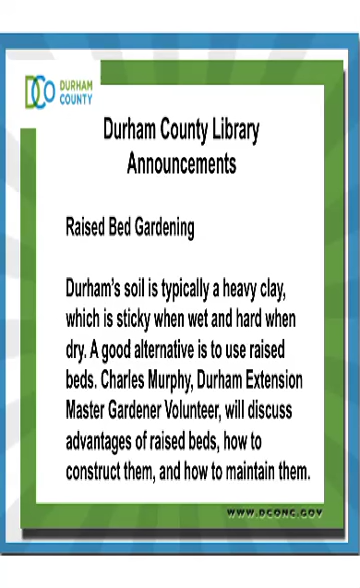 DCO DURHAM
COUNTY
Durham County Library
Announcements
Raised Bed Gardening
Durham's soil is typically a heavy clay,
which is sticky when wet and hard when
dry. A good alternative is to use raised
beds. Charles Murphy, Durham Extension
Master Gardener Volunteer, will discuss
advantages of raised beds, how to
construct them, and how to maintain them.
WWW.DCONC.GOV